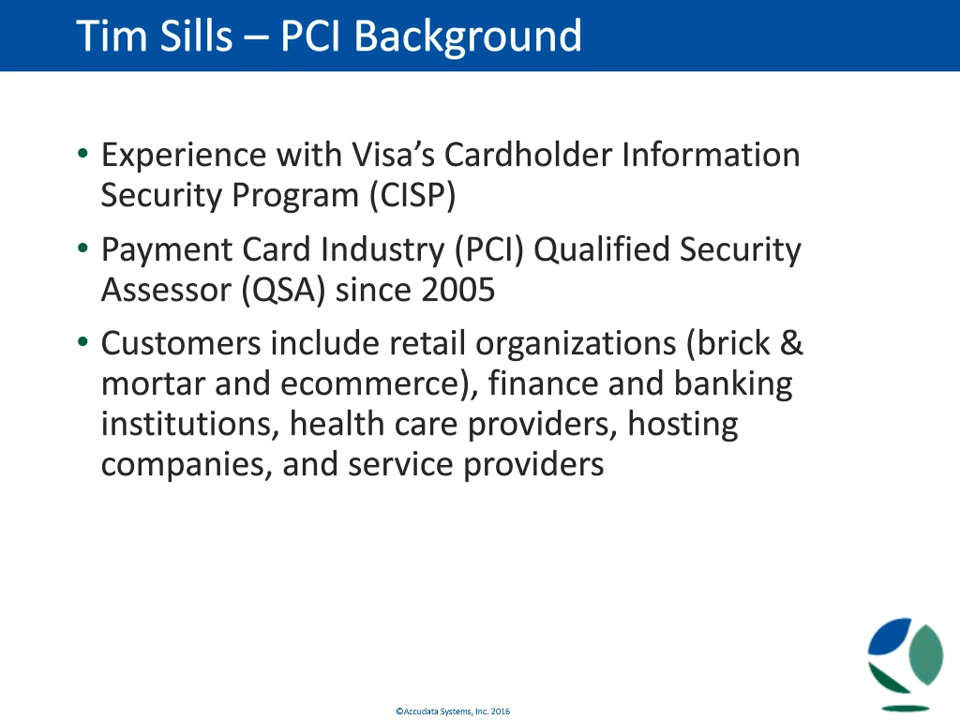 Tim Sills – PCI Background
• Experience with Visa’s Cardholder Information
Security Program (CISP)
• Payment Card Industry (PCI) Qualified Security
Assessor (QSA) since 2005
• Customers include retail organizations (brick &
mortar and ecommerce), finance and banking
institutions, health care providers, hosting
companies, and service providers
©Accudata Systems, Inc. 2016